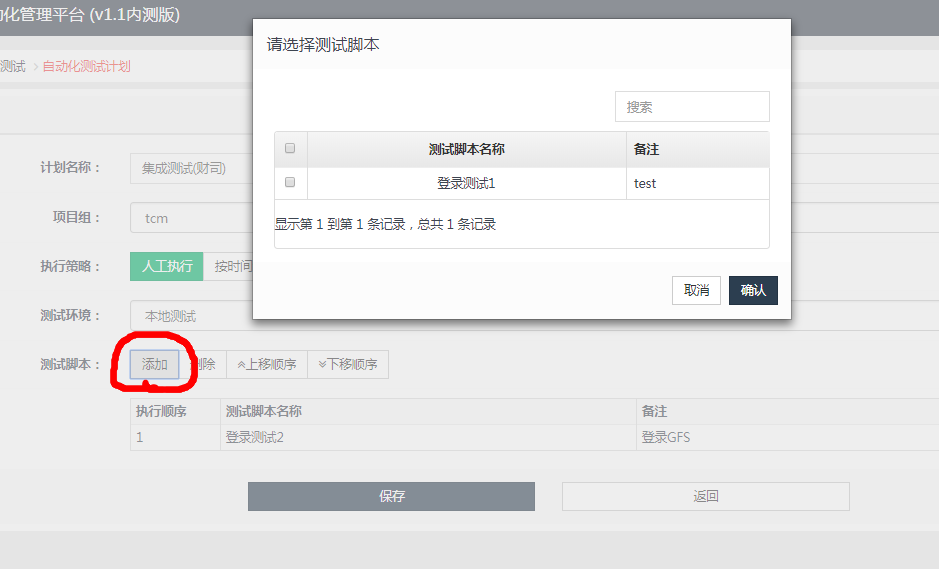 动化管理平台 (v1.1内测版)
测试 > 自动化测试计划
请选择测试脚本
搜索
测试脚本名称 备注
登录测试1 test
显示第 1 到第 1 条记录，总共 1 条记录
取消 确认
计划名称： 集成测试(财司)
项目组： tcm
执行策略： 人工执行 按时间
测试环境： 本地测试
测试脚本： 添加 删除 上移顺序 下移顺序
执行顺序 测试脚本名称 备注
1 登录测试2 登录GFS
保存 返回